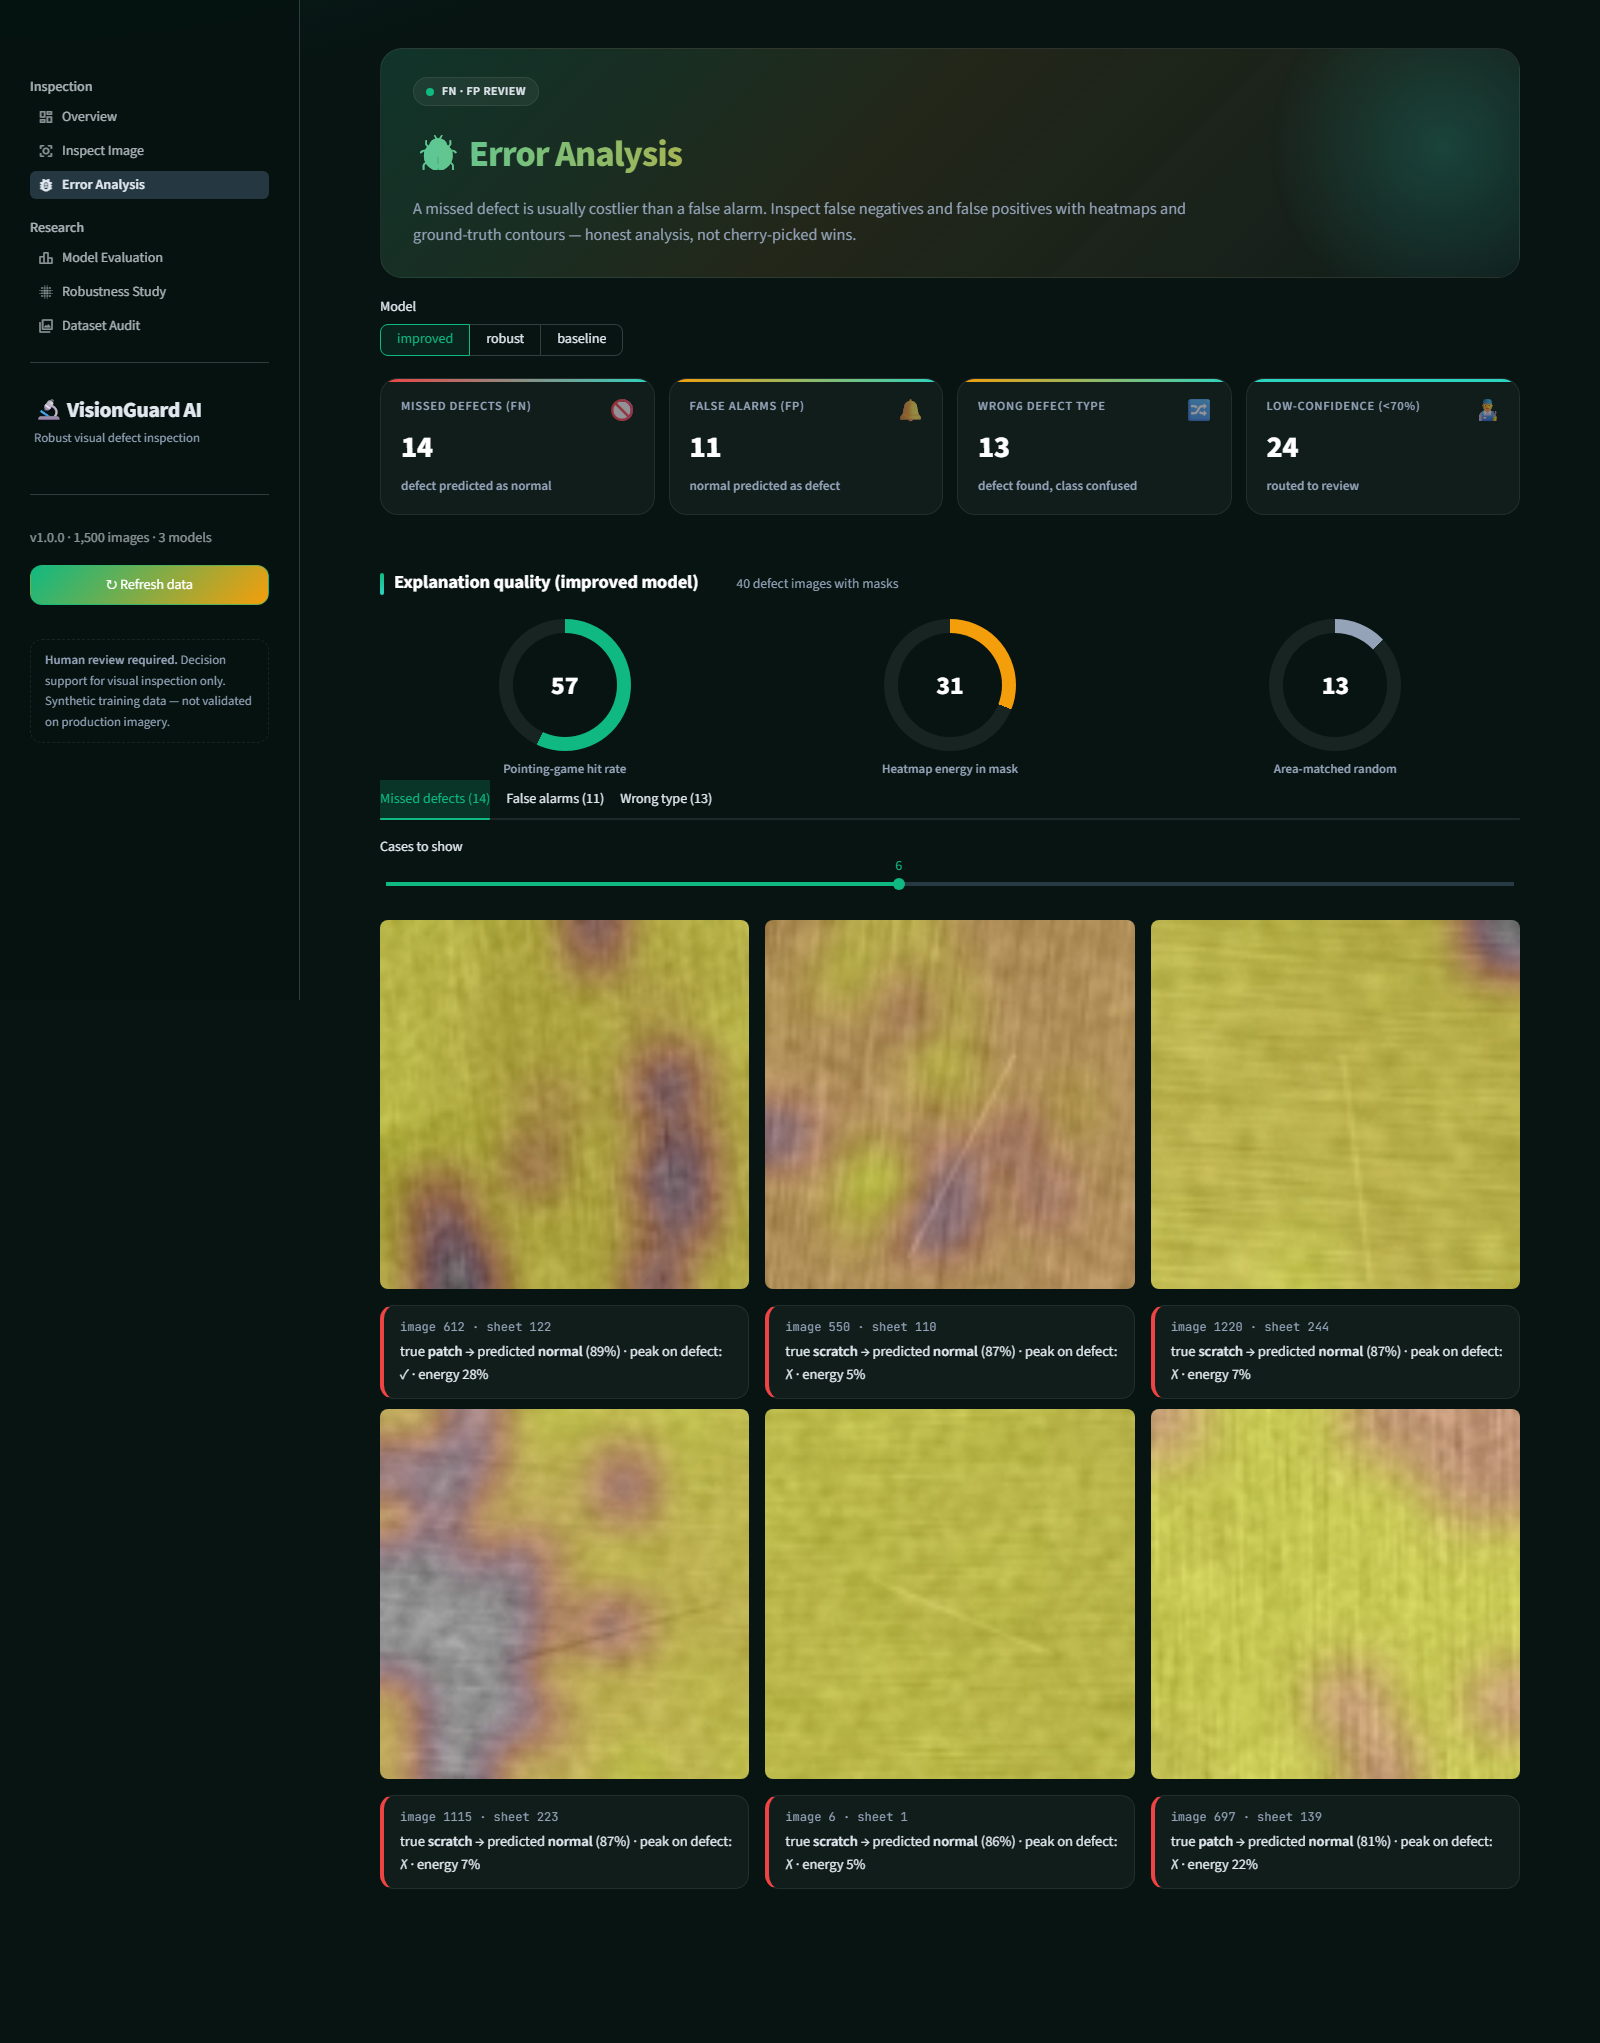 Inspection
Overview
Inspect Image
Error Analysis
Research
Model Evaluation
Robustness Study
Dataset Audit
VisionGuard AI
Robust visual defect inspection
v1.0.0 · 1,500 images · 3 models
↻ Refresh data
Human review required. Decision
support for visual inspection only.
Synthetic training data — not validated
on production imagery.
FN · FP REVIEW
Error Analysis
A missed defect is usually costlier than a false alarm. Inspect false negatives and false positives with heatmaps and
ground-truth contours — honest analysis, not cherry-picked wins.
Model
improved robust baseline
MISSED DEFECTS (FN)
14
defect predicted as normal
FALSE ALARMS (FP)
11
normal predicted as defect
WRONG DEFECT TYPE
13
defect found, class confused
LOW-CONFIDENCE (<70%)
24
routed to review
Explanation quality (improved model) 40 defect images with masks
57
Pointing-game hit rate
31
Heatmap energy in mask
13
Area-matched random
Missed defects (14) False alarms (11) Wrong type (13)
Cases to show
6
image 612 · sheet 122
true patch → predicted normal (89%) · peak on defect:
✓ · energy 28%
image 550 · sheet 110
true scratch → predicted normal (87%) · peak on defect:
✗ · energy 5%
image 1220 · sheet 244
true scratch → predicted normal (87%) · peak on defect:
✗ · energy 7%
image 1115 · sheet 223
true scratch → predicted normal (87%) · peak on defect:
✗ · energy 7%
image 6 · sheet 1
true scratch → predicted normal (86%) · peak on defect:
✗ · energy 5%
image 697 · sheet 139
true patch → predicted normal (81%) · peak on defect:
✗ · energy 22%